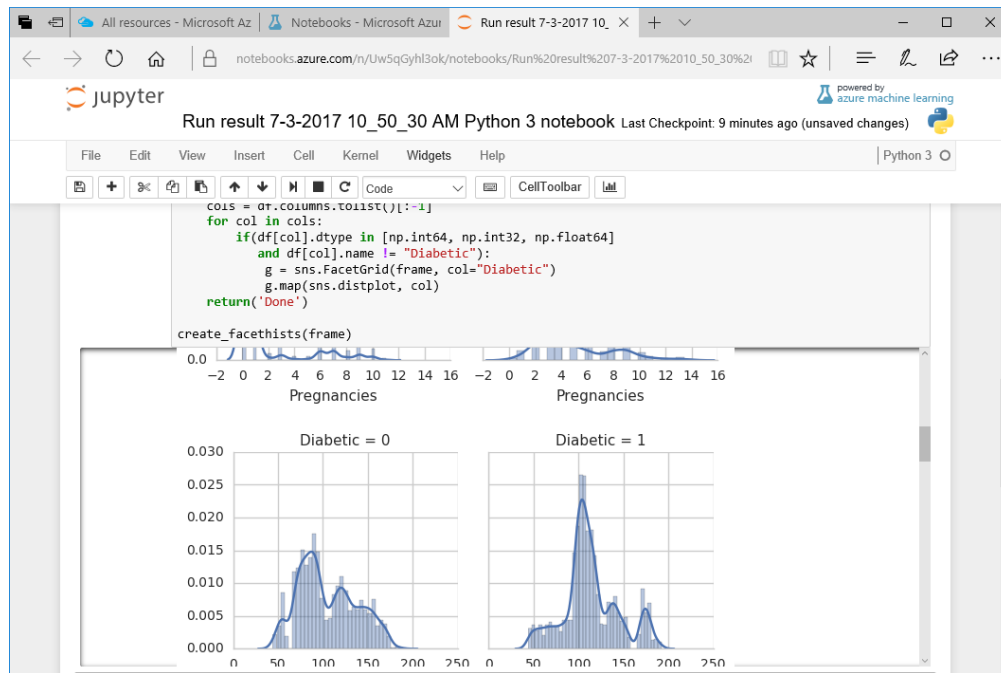 All resources - Microsoft Az
Notebooks - Microsoft Azur
Run result 7-3-2017 10_
notebooks.azure.com/n/Uw5qGyhl3ok/notebooks/Run%20result%207-3-2017%2010_50_30%2
jupyter
powered by
azure machine learning
Run result 7-3-2017 10_50_30 AM Python 3 notebook Last Checkpoint: 9 minutes ago (unsaved changes)
File Edit View Insert Cell Kernel Widgets Help Python 3
Code CellToolbar
cols = df.columns.tolist()[:-1]
for col in cols:
if(df[col].dtype in [np.int64, np.int32, np.float64]
and df[col].name != "Diabetic"):
g = sns.FacetGrid(frame, col="Diabetic")
g.map(sns.distplot, col)
return('Done')
create_facethists(frame)
0.0
−2 0 2 4 6 8 10 12 14 16 −2 0 2 4 6 8 10 12 14 16
Pregnancies Pregnancies
Diabetic = 0 Diabetic = 1
0.030
0.025
0.020
0.015
0.010
0.005
0.000
0 50 100 150 200 250 0 50 100 150 200 250